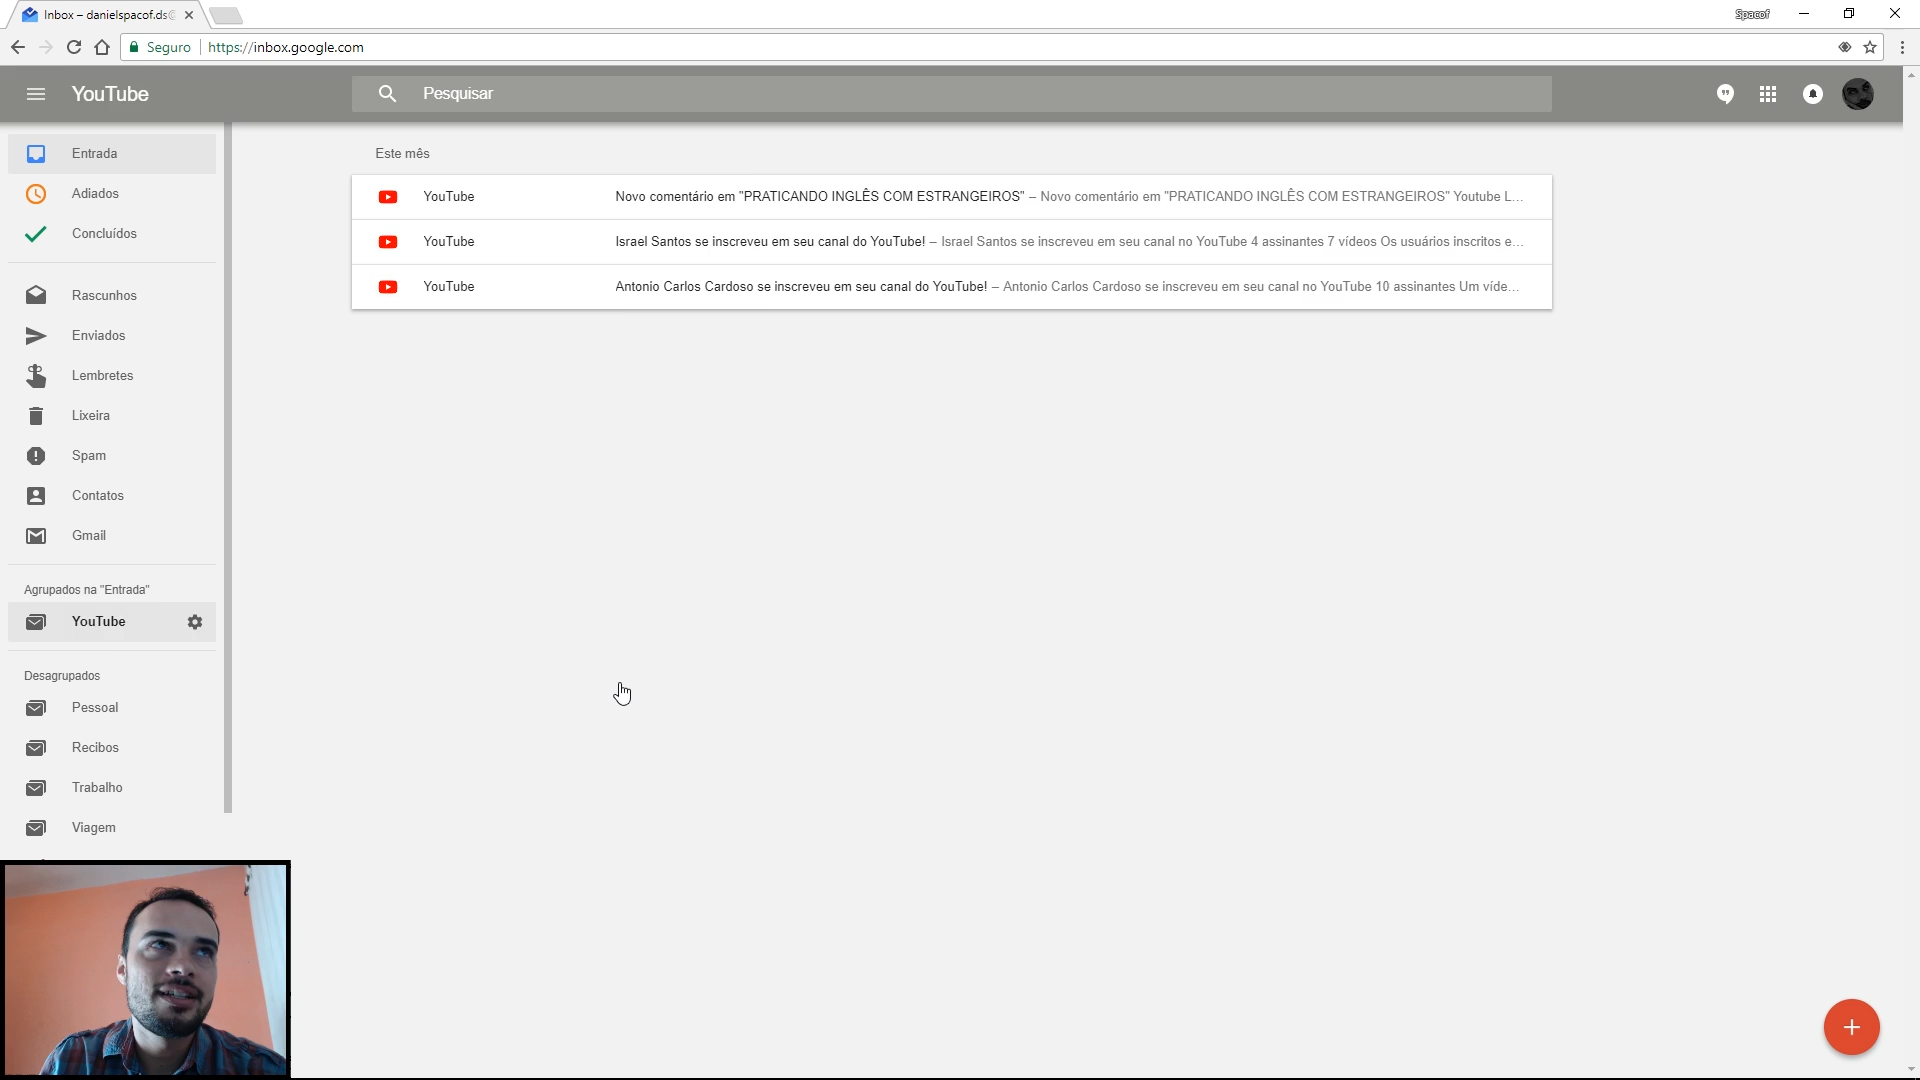 Inbox – danielspacof.ds@
Spacof
Seguro
https://inbox.google.com
YouTube
Pesquisar
Entrada
Adiados
Concluídos
Rascunhos
Enviados
Lembretes
Lixeira
Spam
Contatos
Gmail
Agrupados na "Entrada"
YouTube
Desagrupados
Pessoal
Recibos
Trabalho
Viagem
Este mês
YouTube Novo comentário em "PRATICANDO INGLÊS COM ESTRANGEIROS" – Novo comentário em "PRATICANDO INGLÊS COM ESTRANGEIROS" Youtube L...
YouTube Israel Santos se inscreveu em seu canal do YouTube! – Israel Santos se inscreveu em seu canal no YouTube 4 assinantes 7 vídeos Os usuários inscritos e...
YouTube Antonio Carlos Cardoso se inscreveu em seu canal do YouTube! – Antonio Carlos Cardoso se inscreveu em seu canal no YouTube 10 assinantes Um víde...